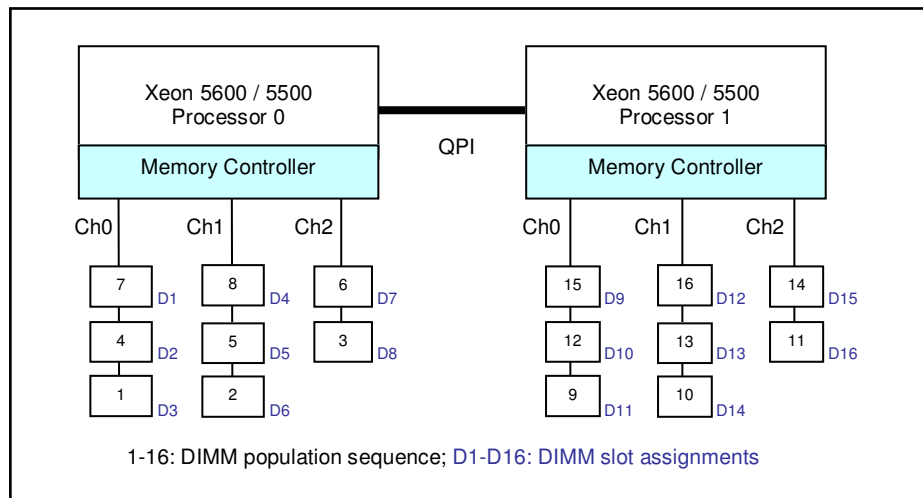 Xeon 5600 / 5500
Processor 0
Xeon 5600 / 5500
Processor 1
QPI
Memory Controller
Memory Controller
Ch0
Ch1
Ch2
Ch0
Ch1
Ch2
7
D1
8
D4
6
D7
15
D9
16
D12
14
D15
4
D2
5
D5
3
D8
12
D10
13
D13
11
D16
1
D3
2
D6
9
D11
10
D14
1-16: DIMM population sequence; D1-D16: DIMM slot assignments